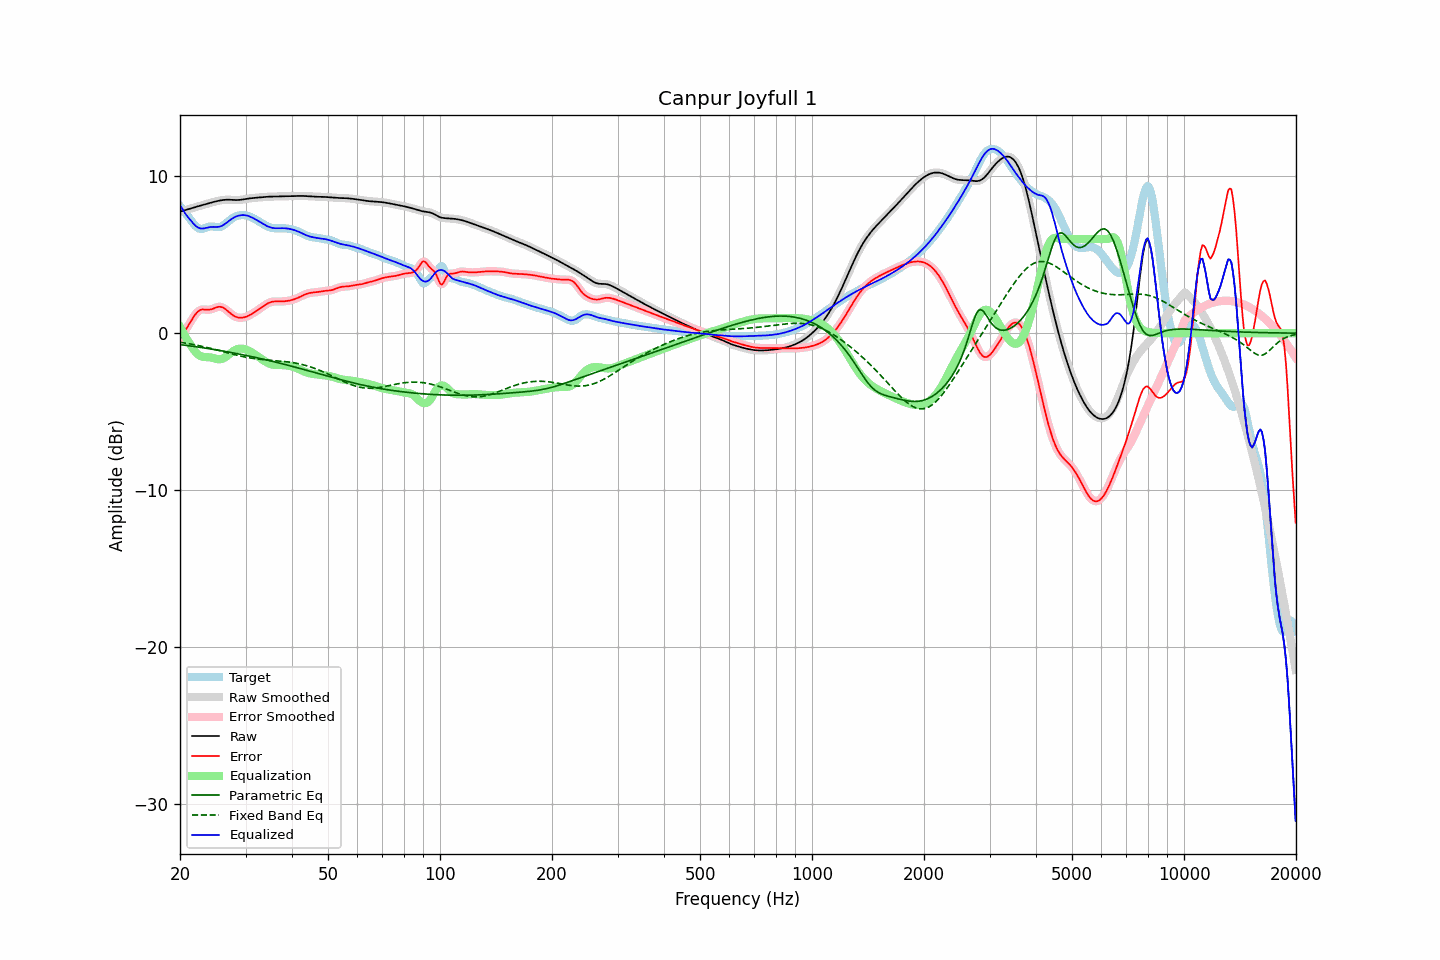 Canpur Joyfull 1
10
0
−10
−20
−30
Amplitude (dBr)
Target
Raw Smoothed
Error Smoothed
Raw
Error
Equalization
Parametric Eq
Fixed Band Eq
Equalized
20 50 100 200 500 1000 2000 5000 10000 20000
Frequency (Hz)